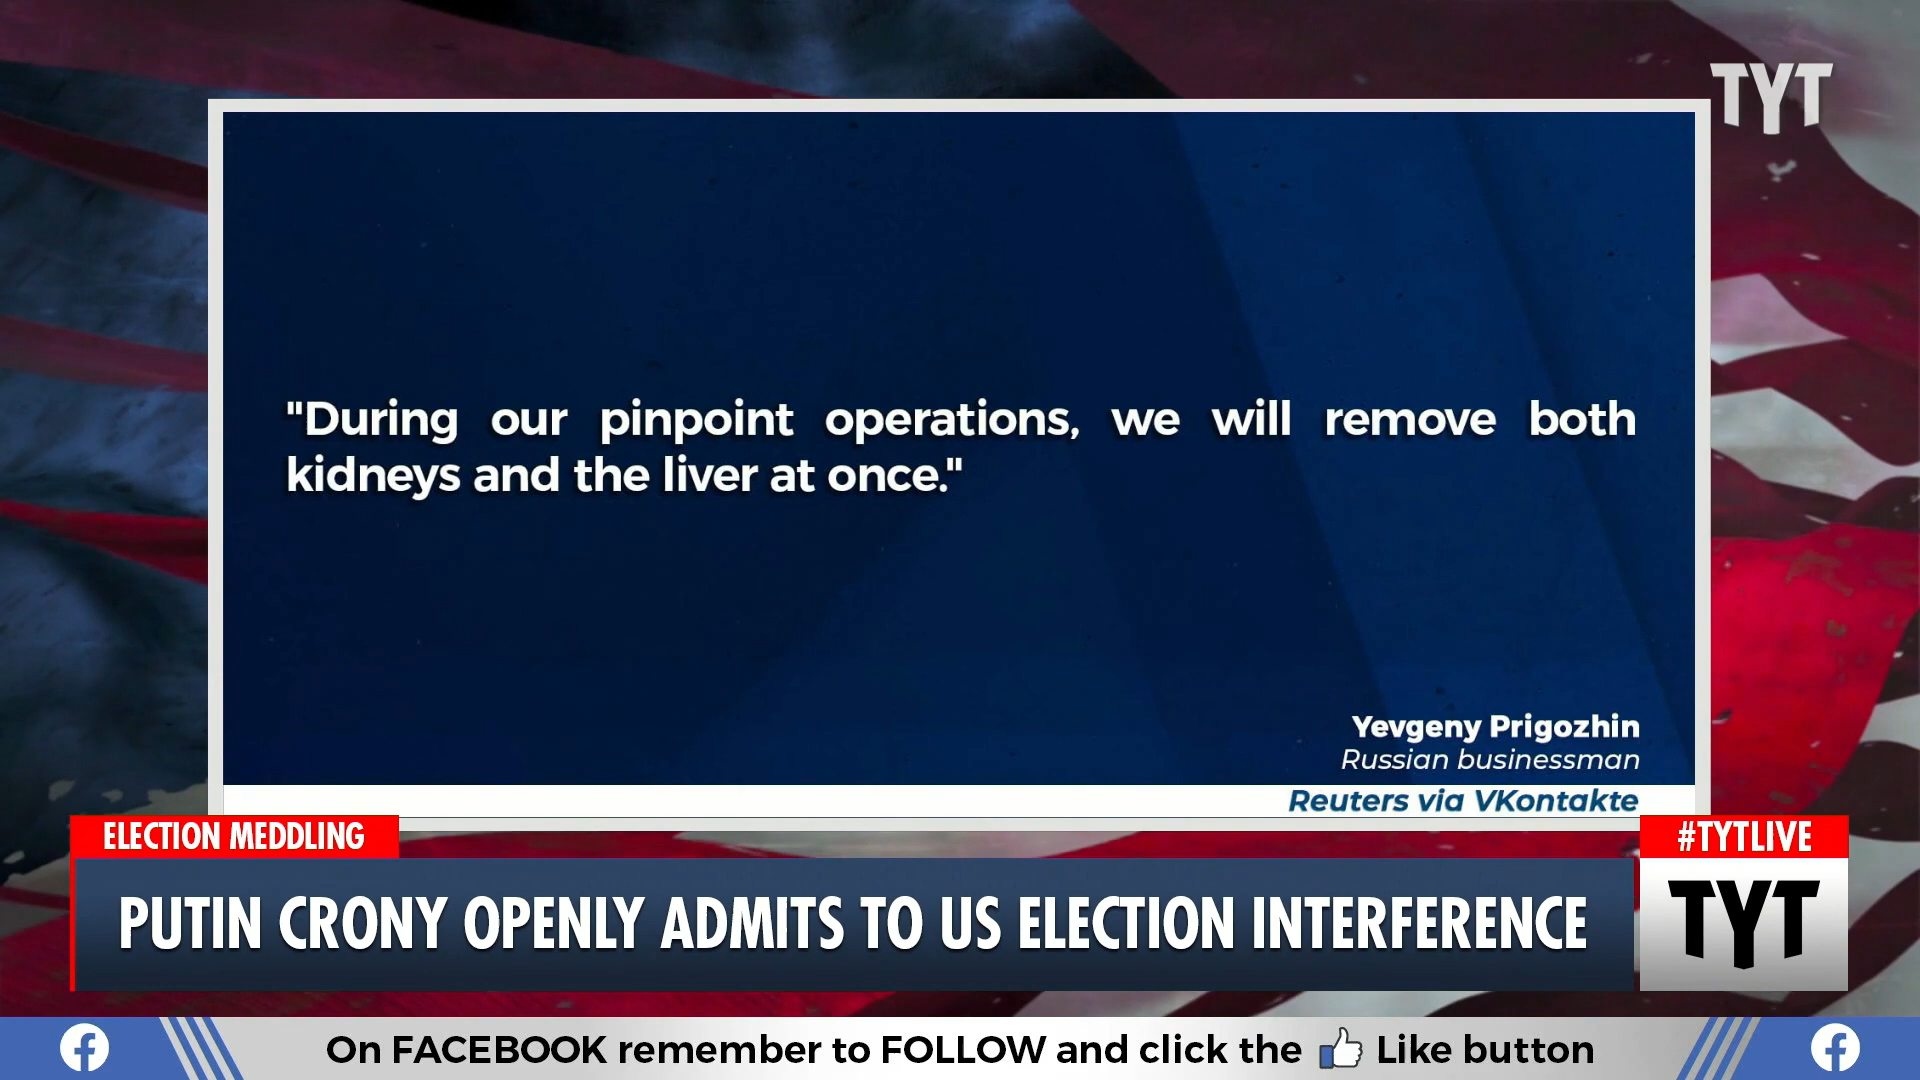 TYT
"During our pinpoint operations, we will remove both
kidneys and the liver at once."
Yevgeny Prigozhin
Russian businessman
Reuters via VKontakte
ELECTION MEDDLING
#TYTLIVE
PUTIN CRONY OPENLY ADMITS TO US ELECTION INTERFERENCE
TYT
On FACEBOOK remember to FOLLOW and click the Like button